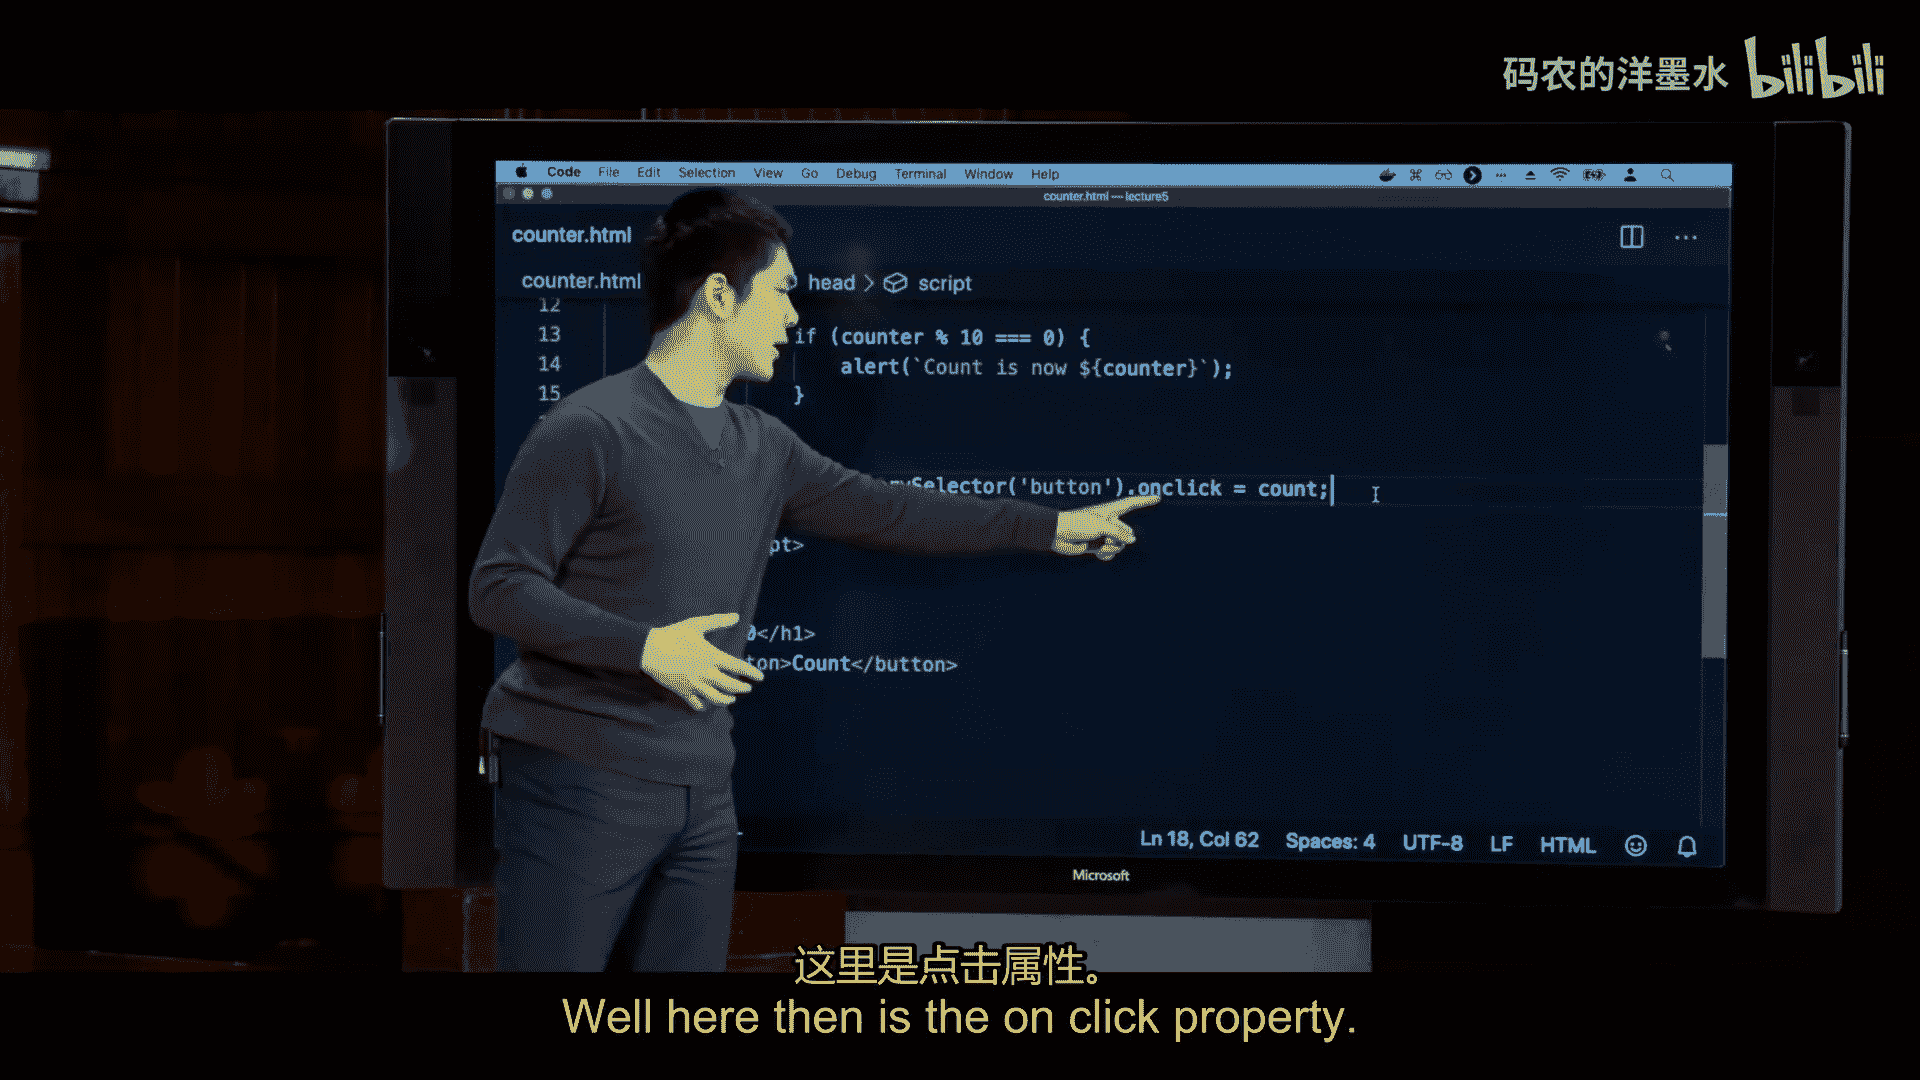 码农的洋墨水 bilibili
Code File Edit Selection View Go Debug Terminal Window Help
counter.html — lecture5
counter.html
counter.html head > script
12
13 if (counter % 10 === 0) {
14 alert(`Count is now ${counter}`);
15 }
Selector('button').onclick = count;
pt>
0</h1>
ton>Count</button>
Ln 18, Col 62 Spaces: 4 UTF-8 LF HTML
Microsoft
这里是点击属性。
Well here then is the on click property.